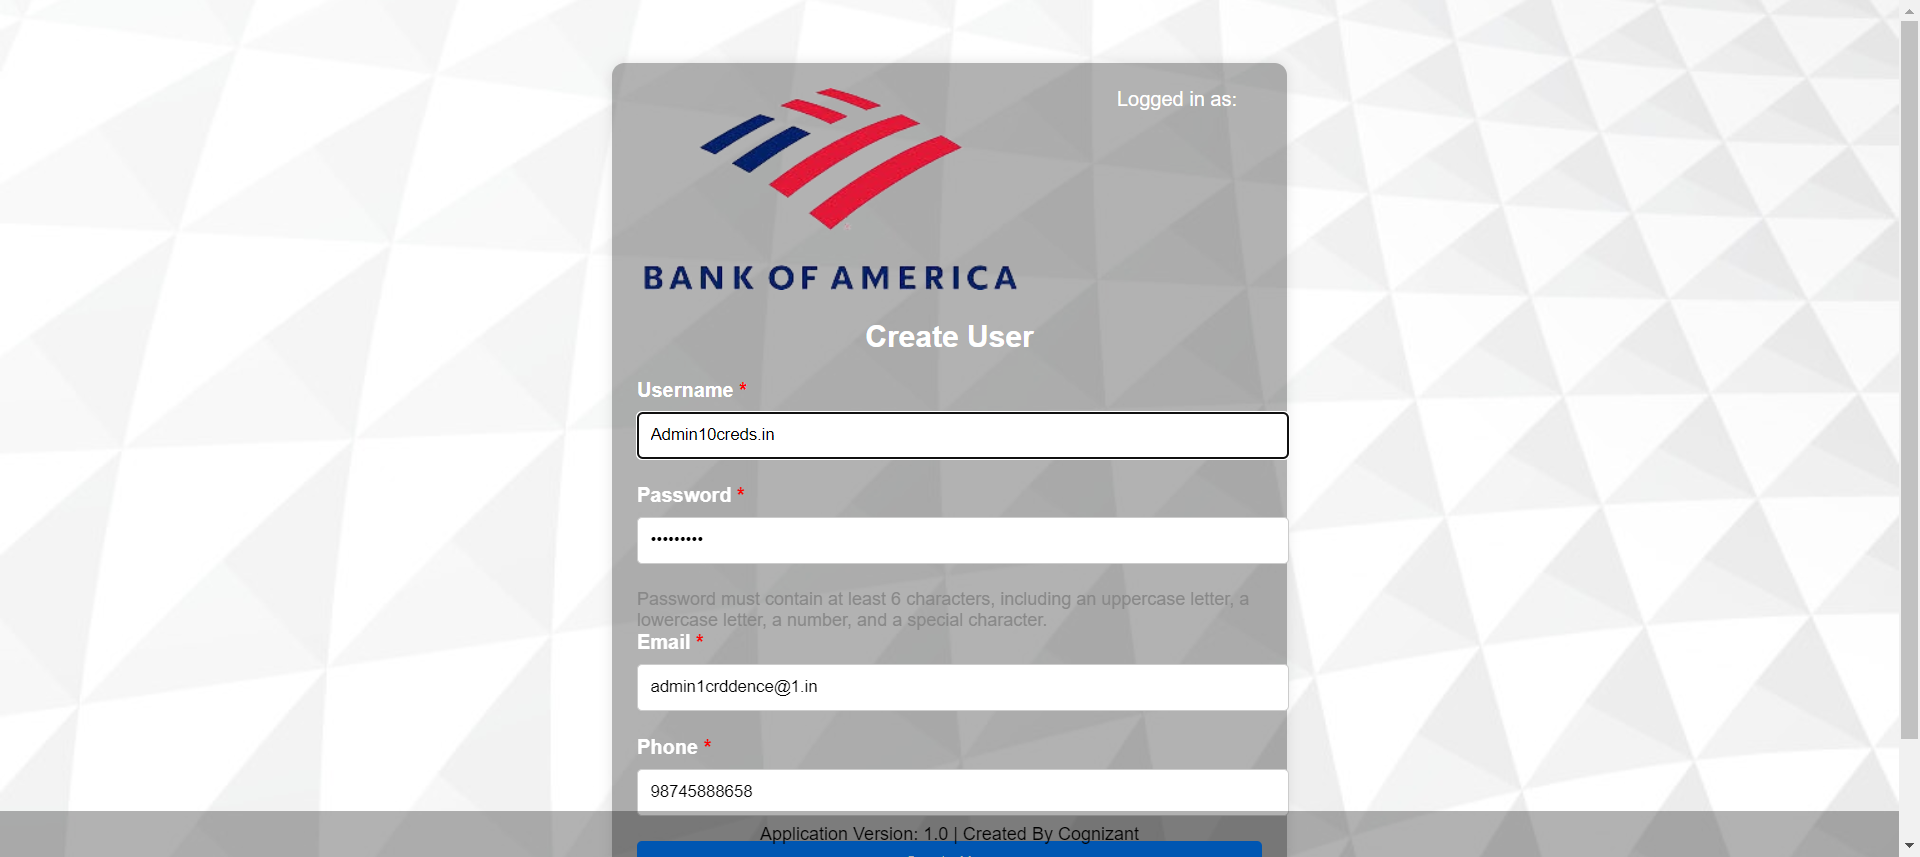 Logged in as:
BANK OF AMERICA
Create User
Username *
Admin10creds.in
Password *
•••••••••
Password must contain at least 6 characters, including an uppercase letter, a
lowercase letter, a number, and a special character.
Email *
admin1crddence@1.in
Phone *
98745888658
Application Version: 1.0 | Created By Cognizant